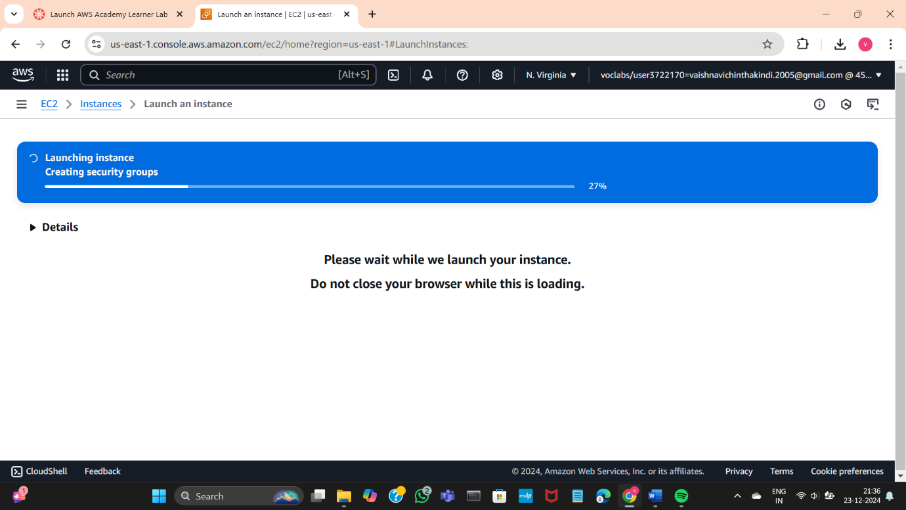 Launch AWS Academy Learner Lab
Launch an instance | EC2 | us-east-
us-east-1.console.aws.amazon.com/ec2/home?region=us-east-1#LaunchInstances:
V
aws
Search
[Alt+S]
N. Virginia
voclabs/user3722170=vaishnavichinthakindi.2005@gmail.com @ 45...
EC2
Instances
Launch an instance
Launching instance
Creating security groups
27%
Details
Please wait while we launch your instance.
Do not close your browser while this is loading.
CloudShell
Feedback
© 2024, Amazon Web Services, Inc. or its affiliates.
Privacy
Terms
Cookie preferences
1
Search
2
ENG
IN
21:36
23-12-2024